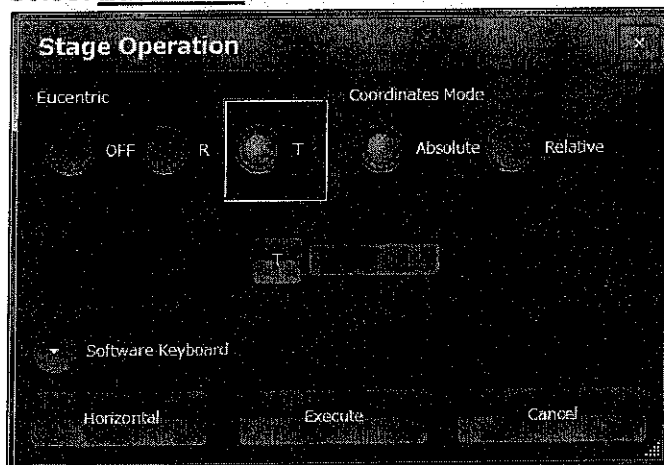 Stage Operation
Eucentric Coordinates Mode
OFF R T Absolute Relative
T
Software Keyboard
Horizontal Execute Cancel